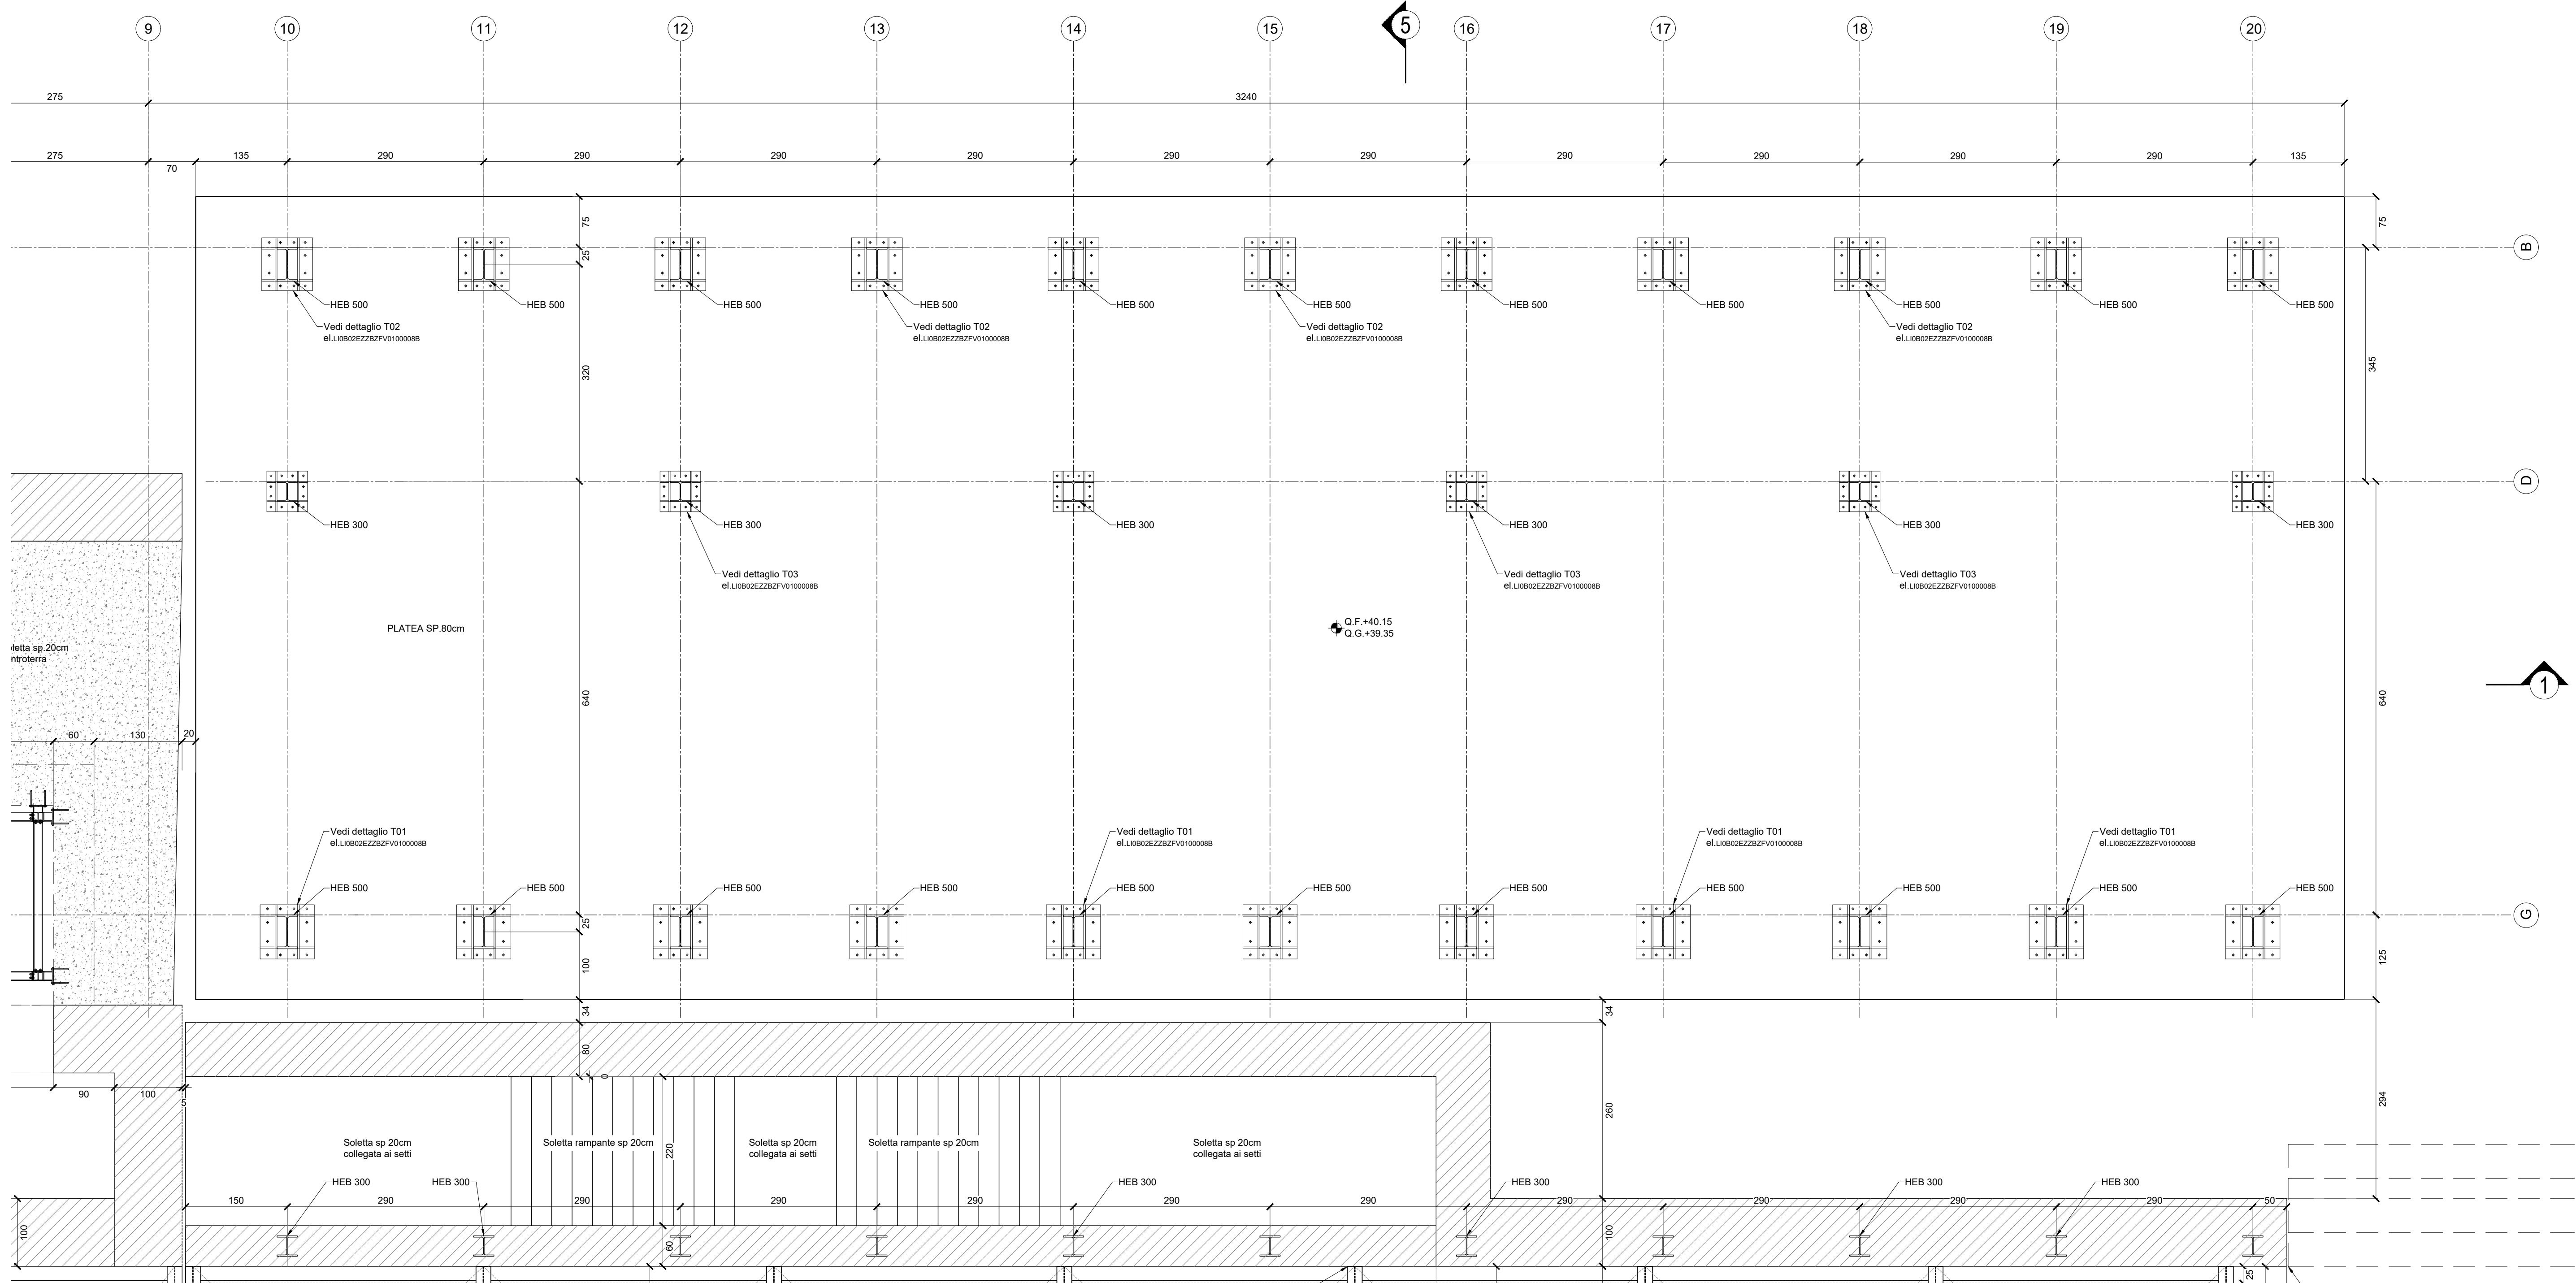 9
10
11
12
13
14
15
5
16
17
18
19
20
275
3240
275
70
135
290
290
290
290
290
290
290
290
290
290
135
75
25
75
B
HEB 500
HEB 500
HEB 500
HEB 500
HEB 500
HEB 500
HEB 500
HEB 500
HEB 500
HEB 500
HEB 500
Vedi dettaglio T02
el.LI0B02EZZBZFV0100008B
Vedi dettaglio T02
el.LI0B02EZZBZFV0100008B
Vedi dettaglio T02
el.LI0B02EZZBZFV0100008B
Vedi dettaglio T02
el.LI0B02EZZBZFV0100008B
320
345
D
HEB 300
HEB 300
HEB 300
HEB 300
HEB 300
HEB 300
Vedi dettaglio T03
el.LI0B02EZZBZFV0100008B
Vedi dettaglio T03
el.LI0B02EZZBZFV0100008B
Vedi dettaglio T03
el.LI0B02EZZBZFV0100008B
PLATEA SP.80cm
Q.F.+40.15
Q.G.+39.35
sp.20cm
1
640
640
60
130
20
Vedi dettaglio T01
el.LI0B02EZZBZFV0100008B
Vedi dettaglio T01
el.LI0B02EZZBZFV0100008B
Vedi dettaglio T01
el.LI0B02EZZBZFV0100008B
Vedi dettaglio T01
el.LI0B02EZZBZFV0100008B
HEB 500
HEB 500
HEB 500
HEB 500
HEB 500
HEB 500
HEB 500
HEB 500
HEB 500
HEB 500
HEB 500
G
25
100
125
34
34
80
0
90
100
5
260
294
Soletta sp 20cm
collegata ai setti
Soletta rampante sp 20cm
220
Soletta sp 20cm
collegata ai setti
Soletta rampante sp 20cm
Soletta sp 20cm
collegata ai setti
HEB 300
HEB 300
HEB 300
HEB 300
HEB 300
HEB 300
150
290
290
290
290
290
290
290
290
290
290
50
100
60
100
25